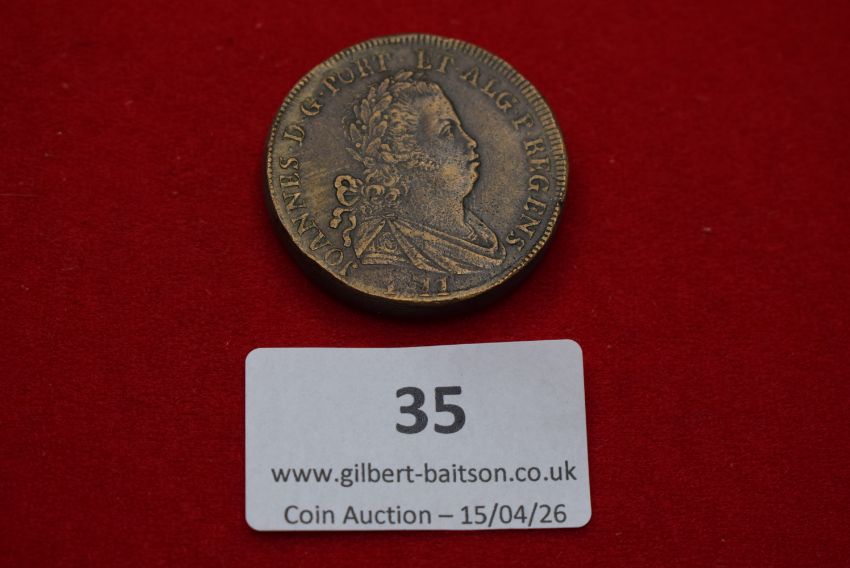 JOANNES·D·G·PORT ET ALG·P·REGENS·
35
www.gilbert-baitson.co.uk
Coin Auction – 15/04/26